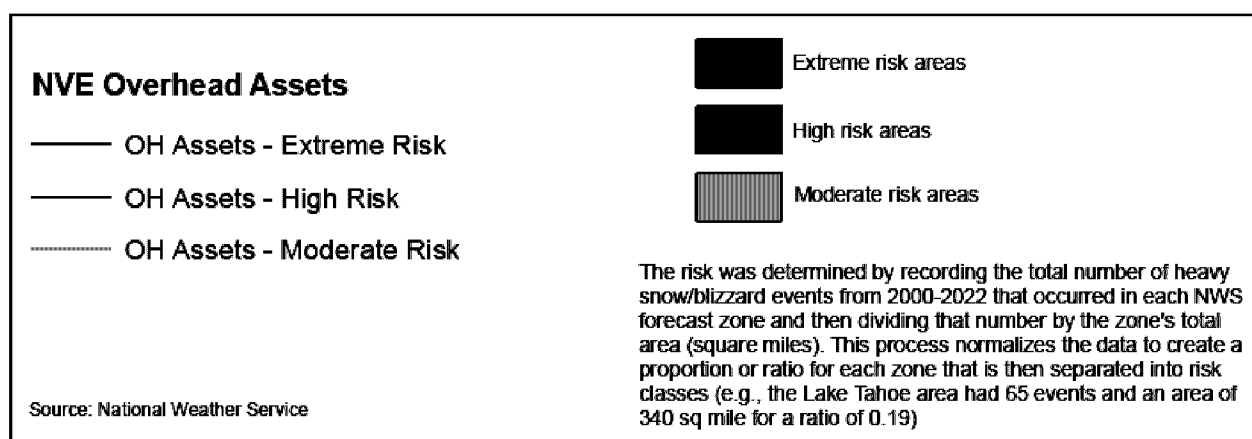 NVE Overhead Assets
OH Assets - Extreme Risk
OH Assets - High Risk
OH Assets - Moderate Risk
Source: National Weather Service
Extreme risk areas
High risk areas
Moderate risk areas
The risk was determined by recording the total number of heavy
snow/blizzard events from 2000-2022 that occurred in each NWS
forecast zone and then dividing that number by the zone's total
area (square miles). This process normalizes the data to create a
proportion or ratio for each zone that is then separated into risk
classes (e.g., the Lake Tahoe area had 65 events and an area of
340 sq mile for a ratio of 0.19)